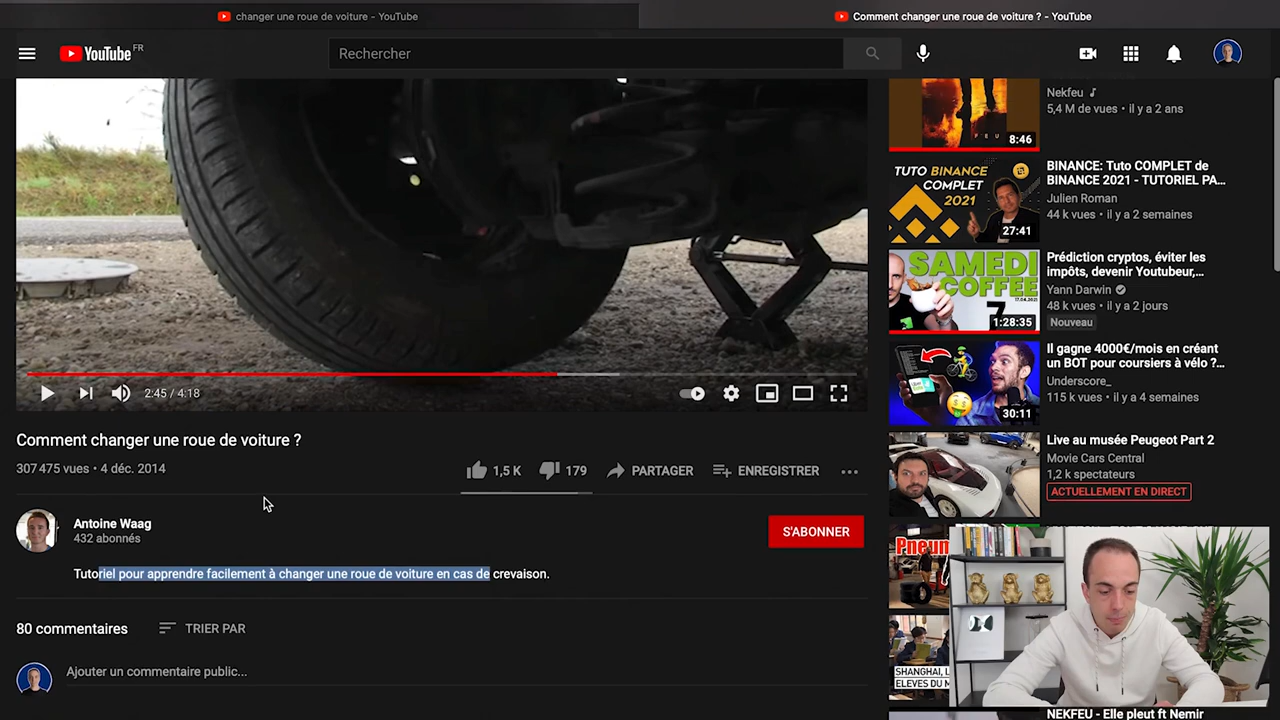 changer une roue de voiture - YouTube
Comment changer une roue de voiture ? - YouTube
YouTube FR
Rechercher
Nekfeu
5,4 M de vues • il y a 2 ans
PEU
8:46
BINANCE: Tuto COMPLET de
BINANCE 2021 - TUTORIEL PA...
Julien Roman
44 k vues • il y a 2 semaines
TUTO BINANCE
COMPLET
2021
27:41
Prédiction cryptos, éviter les
impôts, devenir Youtubeur,...
Yann Darwin
48 k vues • il y a 2 jours
Nouveau
SAMEDI
COFFEE
17.04.2021
7
1:28:35
Il gagne 4000€/mois en créant
un BOT pour coursiers à vélo ?...
Underscore_
115 k vues • il y a 4 semaines
30:11
2:45 / 4:18
Comment changer une roue de voiture ?
307 475 vues • 4 déc. 2014
1,5 K
179
PARTAGER
ENREGISTRER
Live au musée Peugeot Part 2
Movie Cars Central
1,2 k spectateurs
ACTUELLEMENT EN DIRECT
Antoine Waag
432 abonnés
S'ABONNER
Tutoriel pour apprendre facilement à changer une roue de voiture en cas de crevaison.
80 commentaires
TRIER PAR
Ajouter un commentaire public...
Pneum
SHANGHAI, L
ELEVES DU M
NEKFEU - Elle pleut ft Nemir